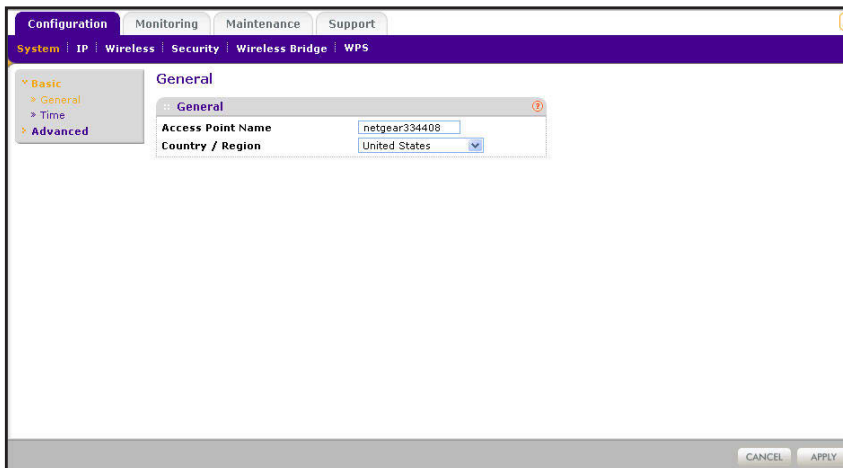 Configuration Monitoring Maintenance Support
System IP Wireless Security Wireless Bridge WPS
Basic
» General
» Time
Advanced
General
:: General ?
Access Point Name netgear334408
Country / Region United States
CANCEL APPLY